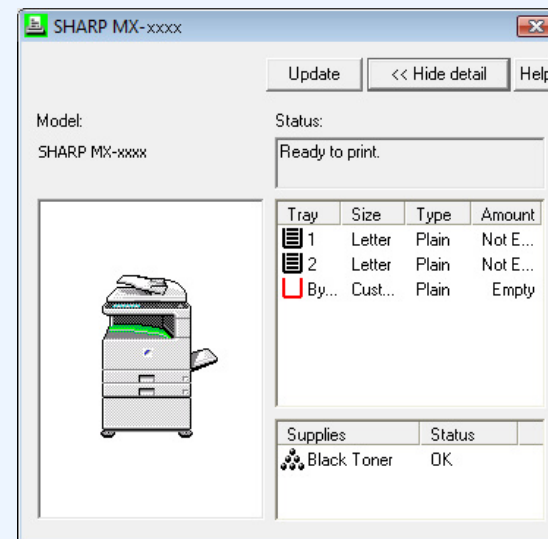 SHARP MX-xxxx
Update << Hide detail Help
Model:
SHARP MX-xxxx
Status:
Ready to print.
Tray Size Type Amount
1 Letter Plain Not E...
2 Letter Plain Not E...
By... Cust... Plain Empty
Supplies Status
Black Toner OK